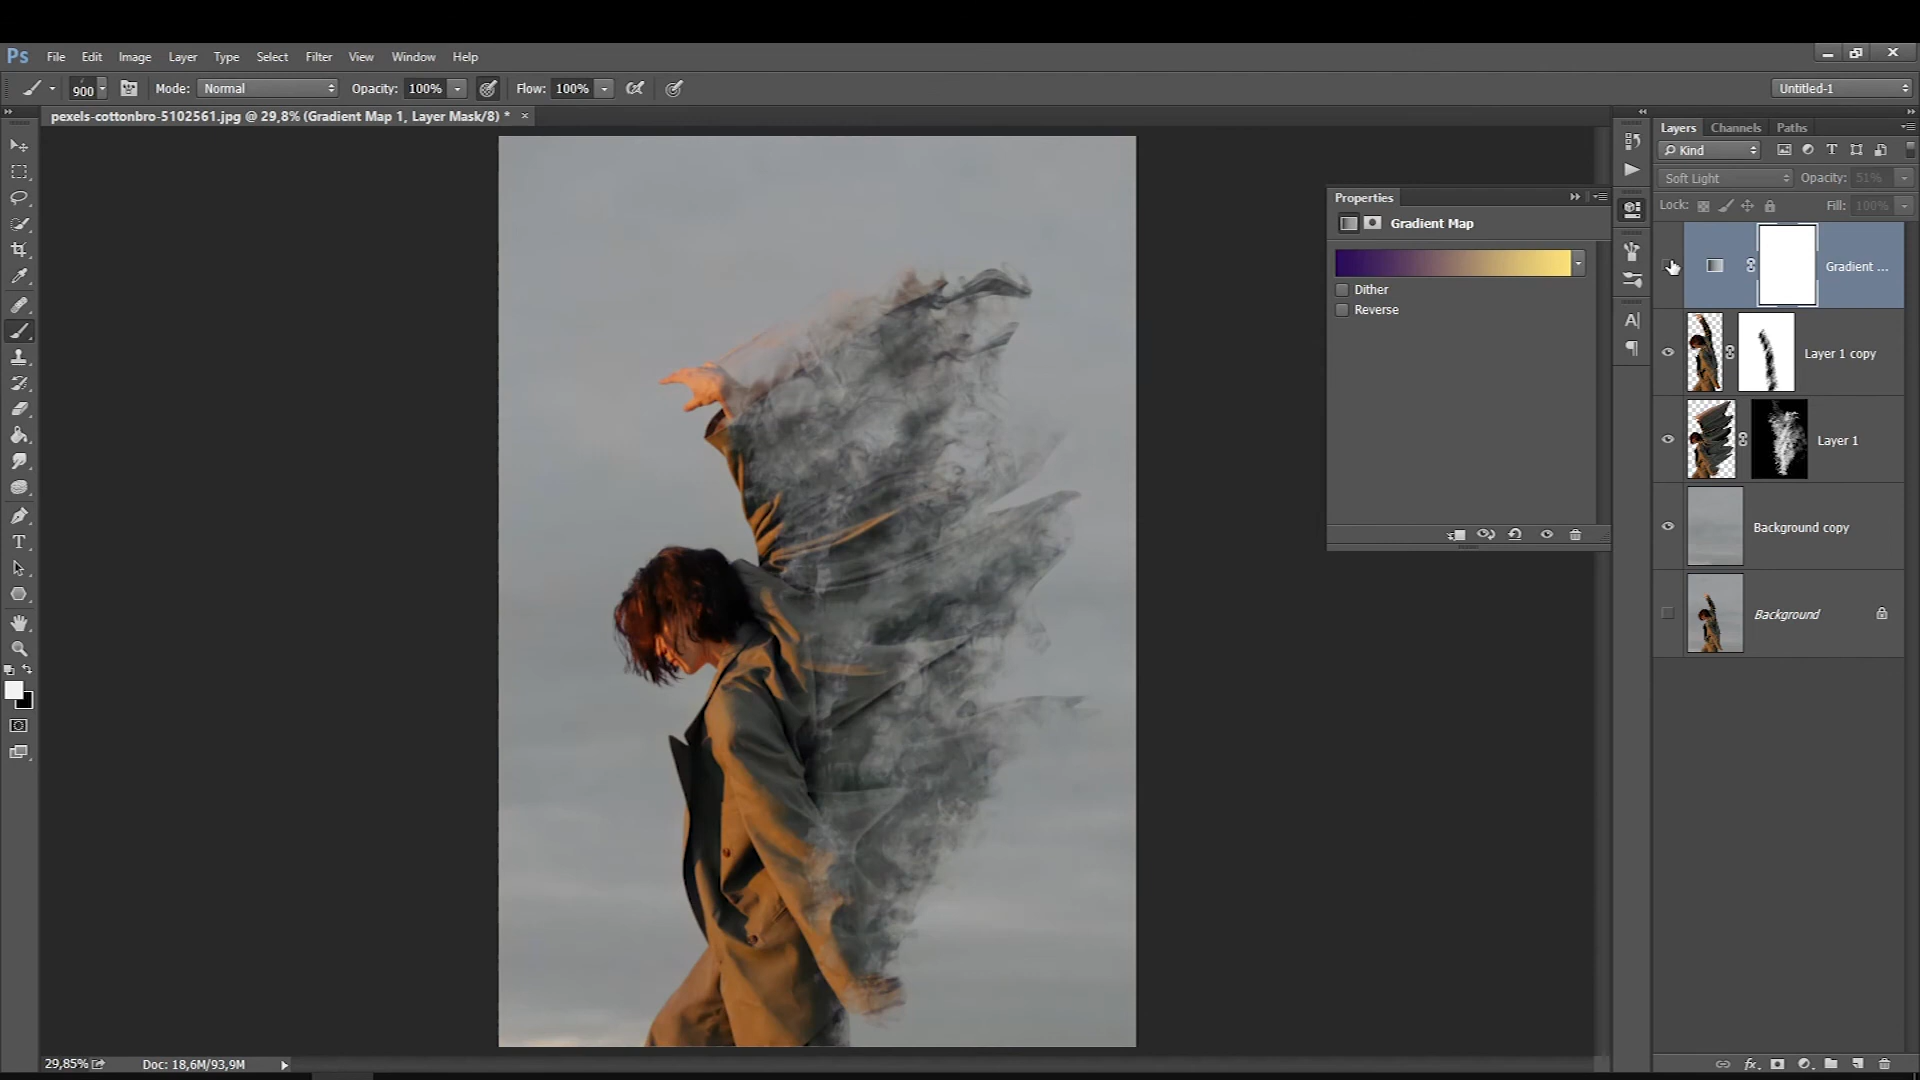 Ps File Edit Image Layer Type Select Filter View Window Help
900 Mode: Normal Opacity: 100% Flow: 100% Untitled-1
pexels-cottonbro-5102561.jpg @ 29,8% (Gradient Map 1, Layer Mask/8) * ×
Layers Channels Paths
Kind T
Soft Light Opacity: 51%
Lock: Fill: 100%
Properties
Gradient Map
Dither
Reverse
Gradient ...
Layer 1 copy
Layer 1
Background copy
Background
A|
T
29,85% Doc: 18,6M/93,9M
fx